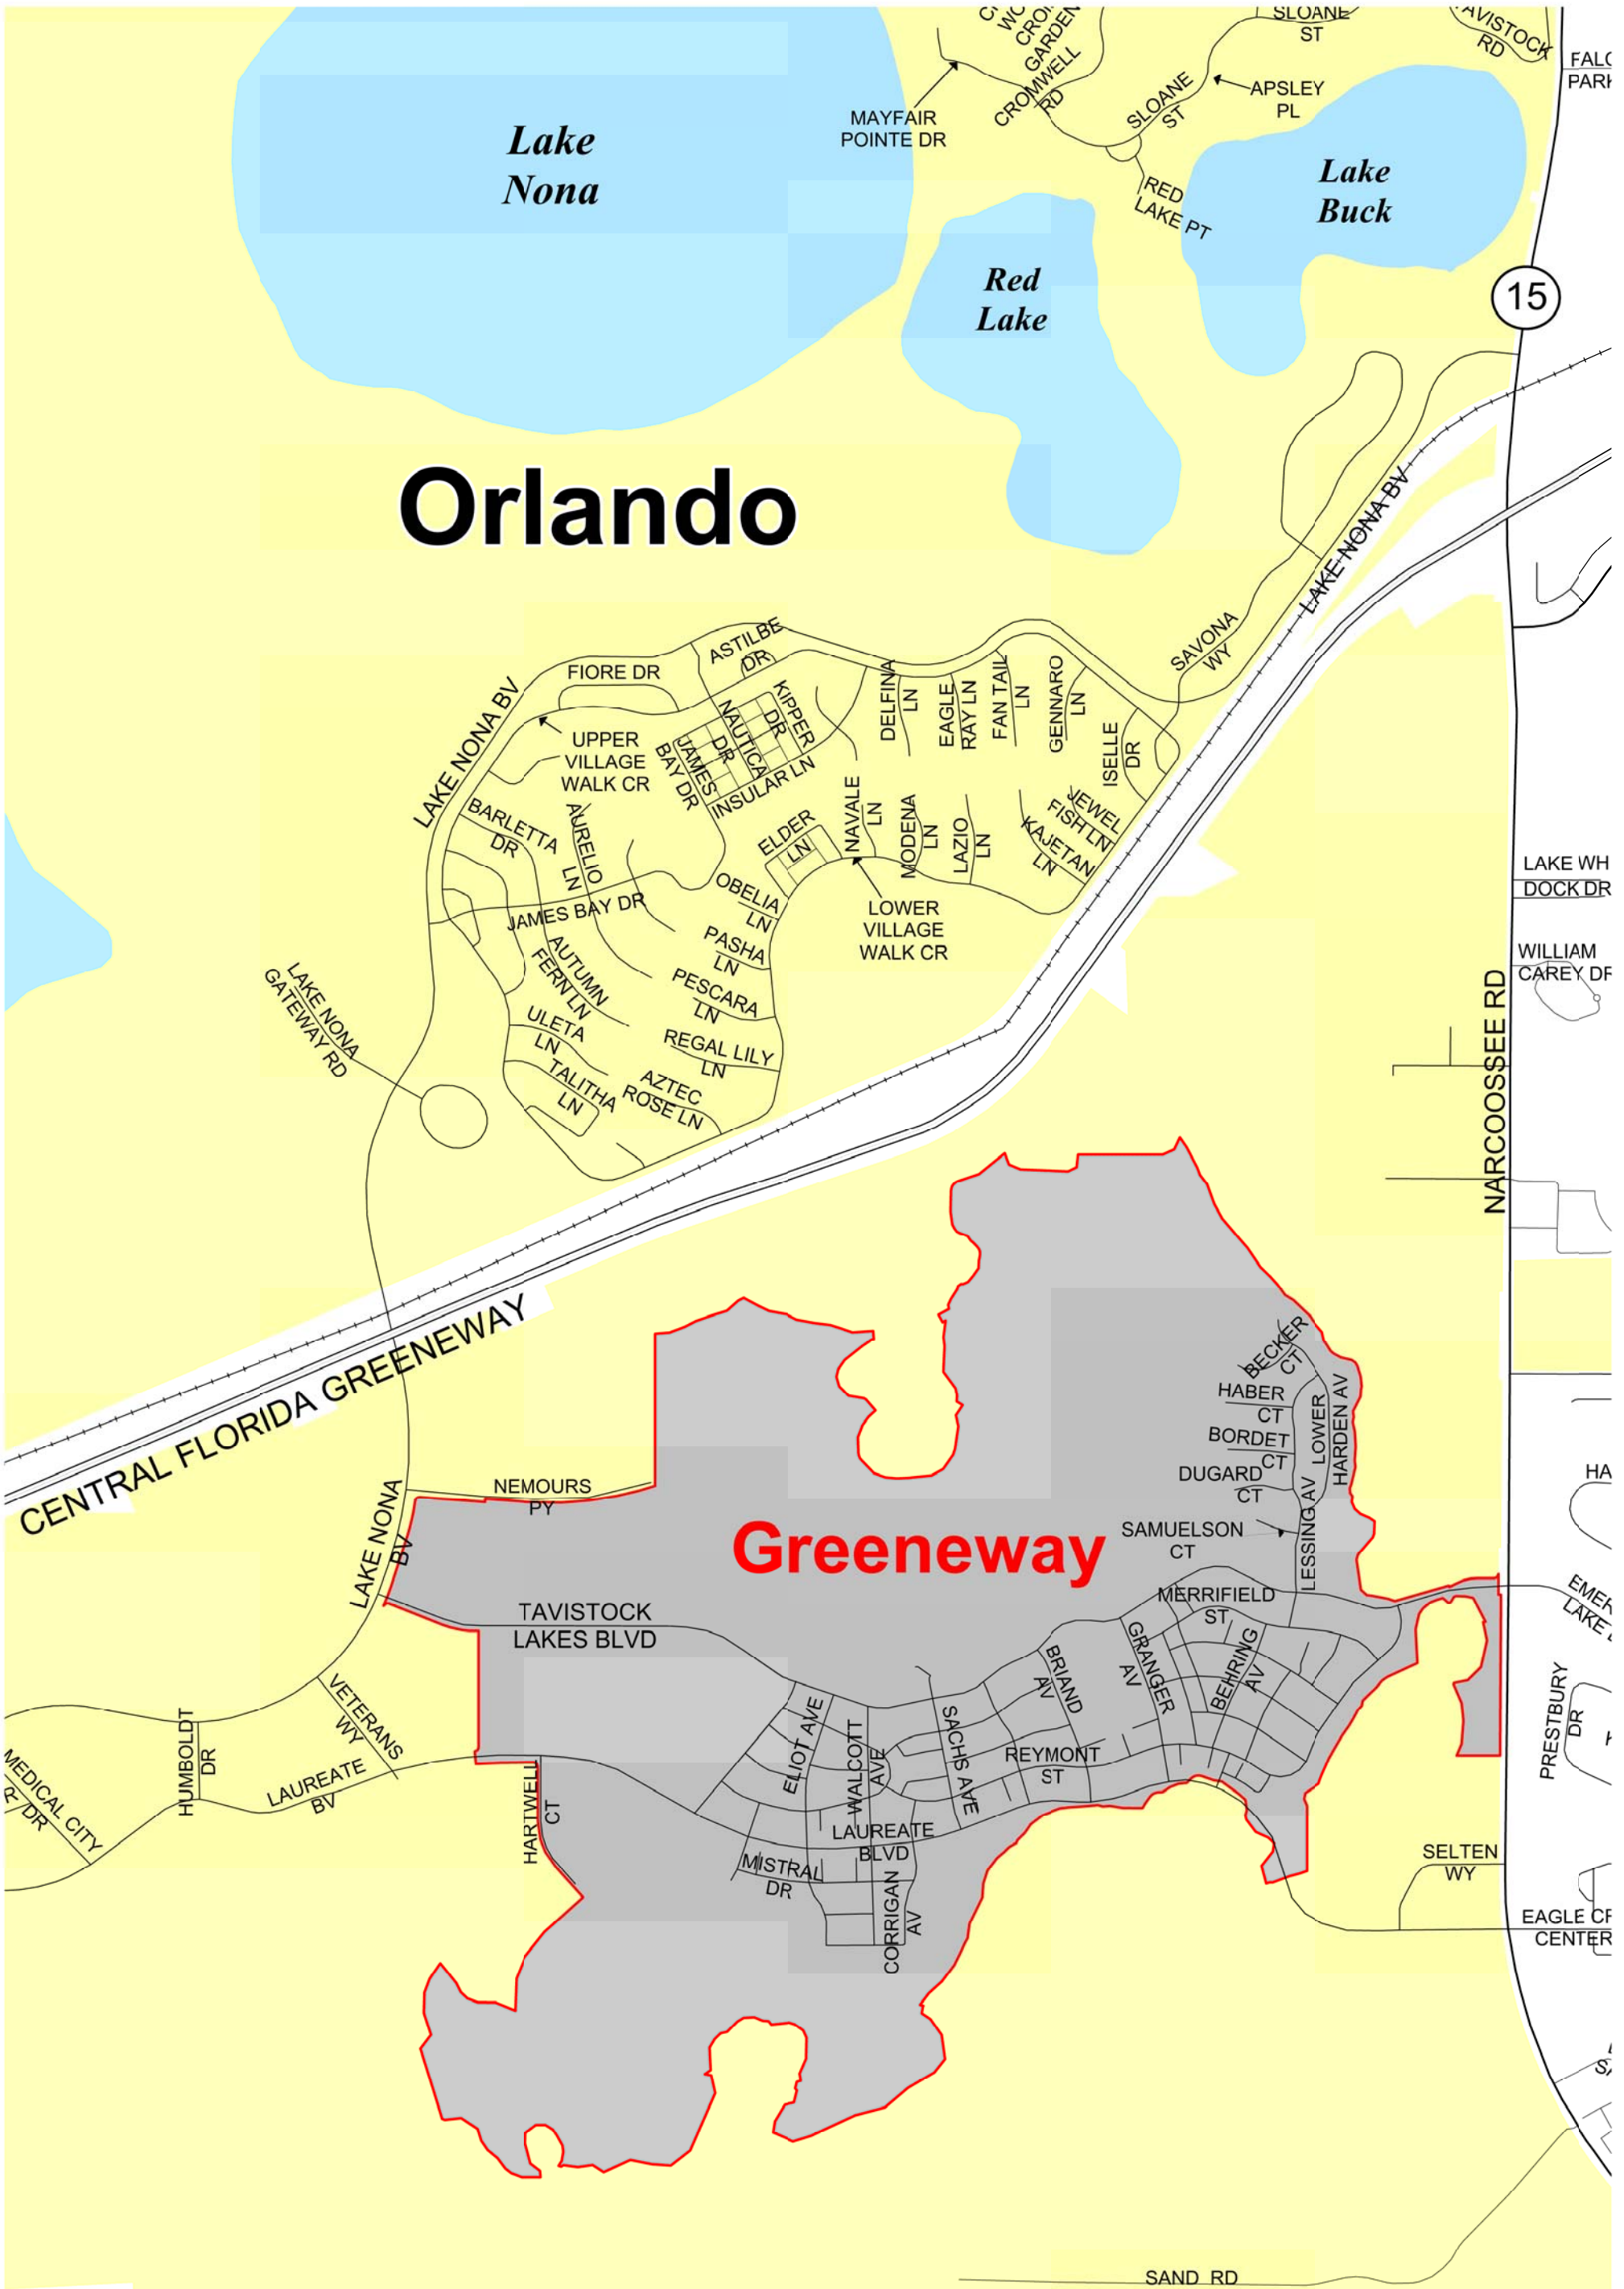 GARDEN
CROMWELL
RD
SLOANE
ST
AVISTOCK
RD
MAYFAIR
POINTE DR
SLOANE
ST
APSLEY
PL
RED
LAKE PT
Lake
Nona
Lake
Buck
Red
Lake
15
Orlando
LAKE NONA BV
SAVONA
WY
ASTILBE
DR
FIORE DR
LAKE NONA BV
UPPER
VILLAGE
WALK CR
KIPPER
DR
NAUTICA
DR
JAMES
BAY DR
INSULAR LN
DELFINA
LN
EAGLE
RAY LN
FAN TAIL
LN
GENNARO
LN
ISELLE
DR
BARLETTA
DR
AURELIO
LN
ELDER
LN
NAVALE
LN
MODENA
LN
LAZIO
LN
JEWEL
FISH LN
KAJETAN
LN
JAMES BAY DR
OBELIA
LN
LOWER
VILLAGE
WALK CR
PASHA
LN
AUTUMN
FERN LN
PESCARA
LN
ULETA
LN
REGAL LILY
LN
TALITHA
LN
AZTEC
ROSE LN
LAKE NONA
GATEWAY RD
LAKE WH
DOCK DR
WILLIAM
CAREY DR
NARCOOSSEE RD
CENTRAL FLORIDA GREENEWAY
BECKER
CT
HABER
CT
BORDET
CT
DUGARD
CT
LOWER
HARDEN AV
LESSING AV
SAMUELSON
CT
NEMOURS
PY
LAKE NONA
BV
Greeneway
HA
TAVISTOCK
LAKES BLVD
MERRIFIELD
ST
BRIAND
AV
GRANGER
AV
BEHRING
AV
VETERANS
WY
HUMBOLDT
DR
MEDICAL CITY
DR
LAUREATE
BV
HARTWELL
CT
ELIOT AVE
WALCOTT
AVE
SACHS AVE
REYMONT
ST
LAUREATE
BLVD
MISTRAL
DR
CORRIGAN
AV
PRESTBURY
DR
SELTEN
WY
CENTER
SAND RD